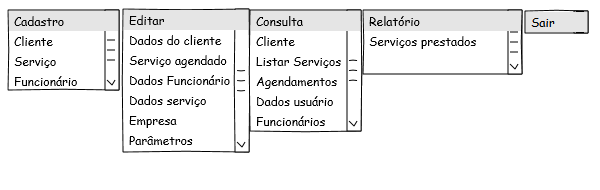 Cadastro
Cliente
Serviço
Funcionário
Editar
Dados do cliente
Serviço agendado
Dados Funcionário
Dados serviço
Empresa
Parâmetros
Consulta
Cliente
Listar Serviços
Agendamentos
Dados usuário
Funcionários
Relatório
Serviços prestados
Sair